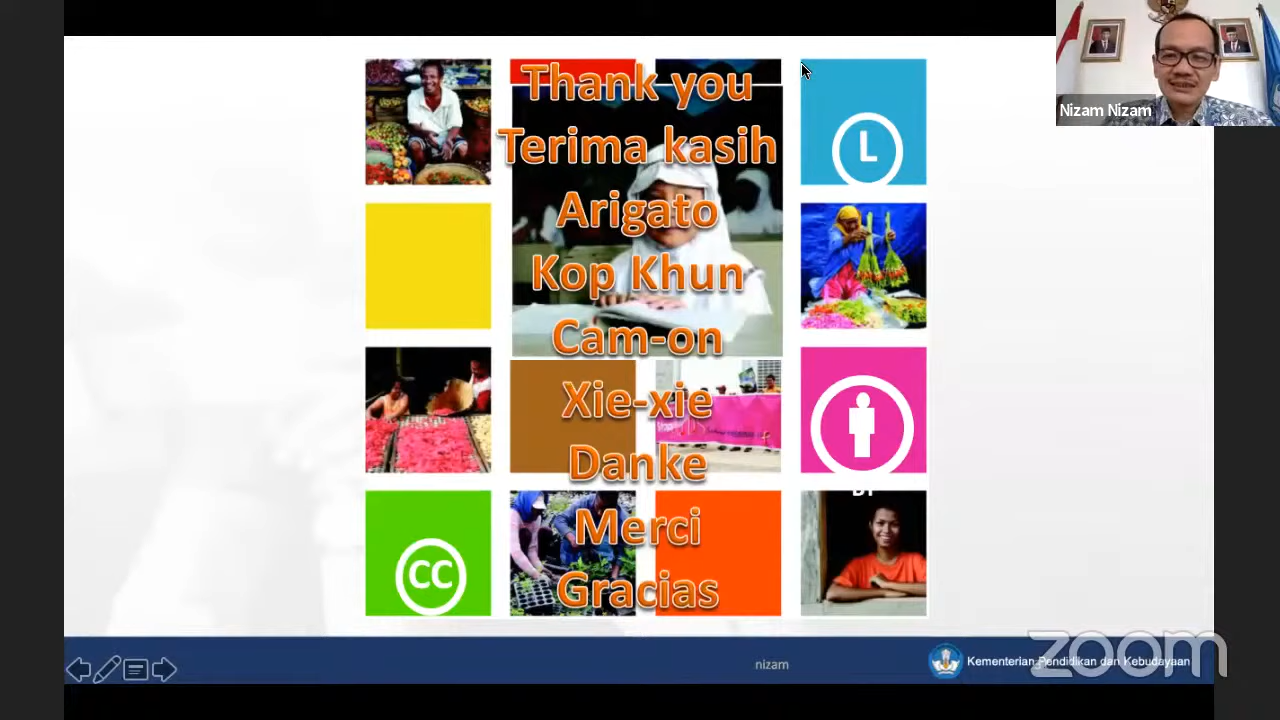 Thank you
Terima kasih
Arigato
Kop Khun
Cam-on
Xie-xie
Danke
Merci
Gracias
L
CC
Nizam Nizam
nizam
Kementerian Pendidikan dan Kebudayaan
zoom